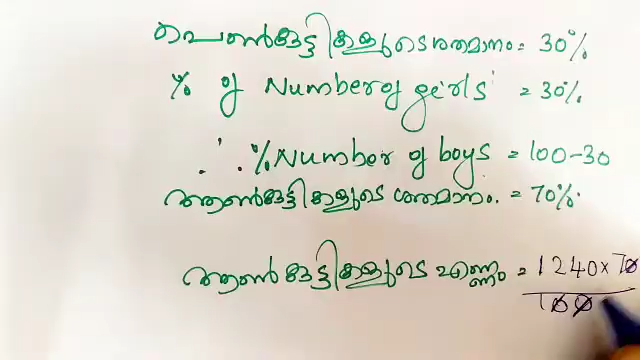 പെൺകുട്ടികളുടെ ശതമാനം = 30%
% of Number of girls = 30%
∴ % Number of boys = 100-30
ആൺകുട്ടികളുടെ ശതമാനം. = 70%.
ആൺകുട്ടികളുടെ എണ്ണം = 1240×70
100